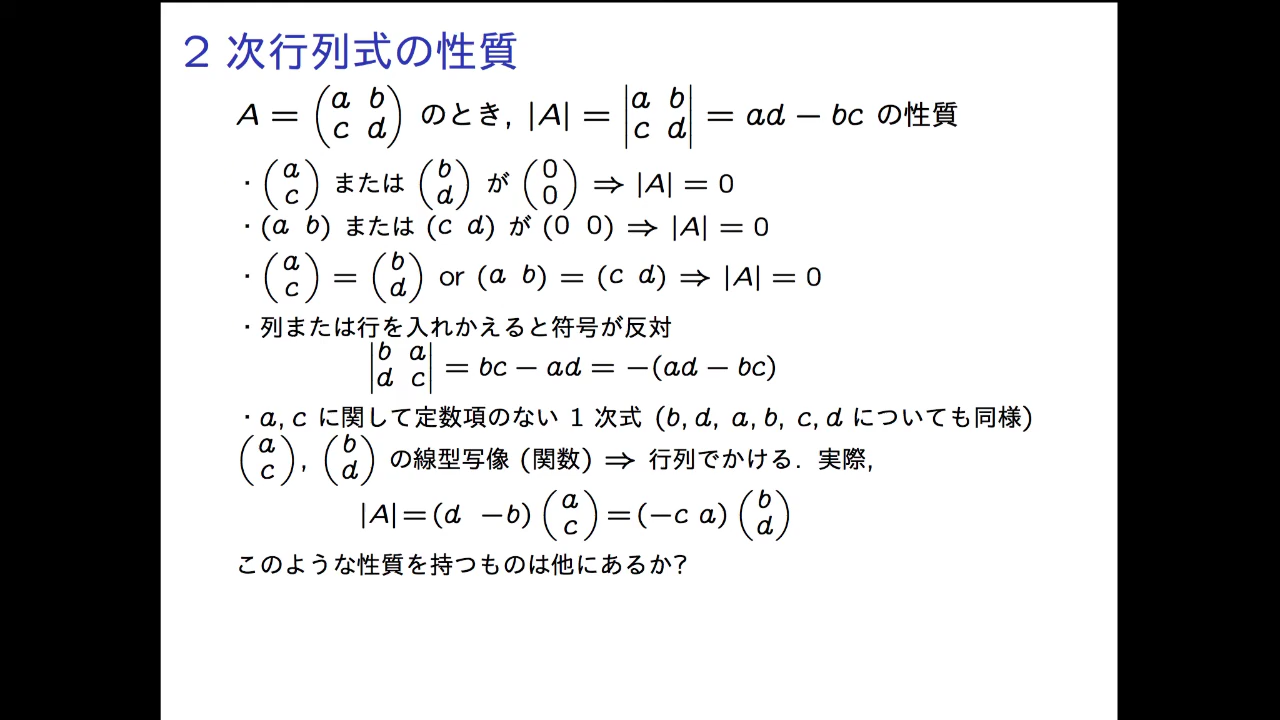 2 次行列式の性質
A = (a b / c d) のとき, |A| = |a b / c d| = ad − bc の性質
・(a / c) または (b / d) が (0 / 0) ⇒ |A| = 0
・(a b) または (c d) が (0 0) ⇒ |A| = 0
・(a / c) = (b / d) or (a b) = (c d) ⇒ |A| = 0
・列または行を入れかえると符号が反対
|b a / d c| = bc − ad = −(ad − bc)
・a, c に関して定数項のない 1 次式 (b, d, a, b, c, d についても同様)
(a / c), (b / d) の線型写像 (関数) ⇒ 行列でかける. 実際,
|A| = (d −b) (a / c) = (−c a) (b / d)
このような性質を持つものは他にあるか?